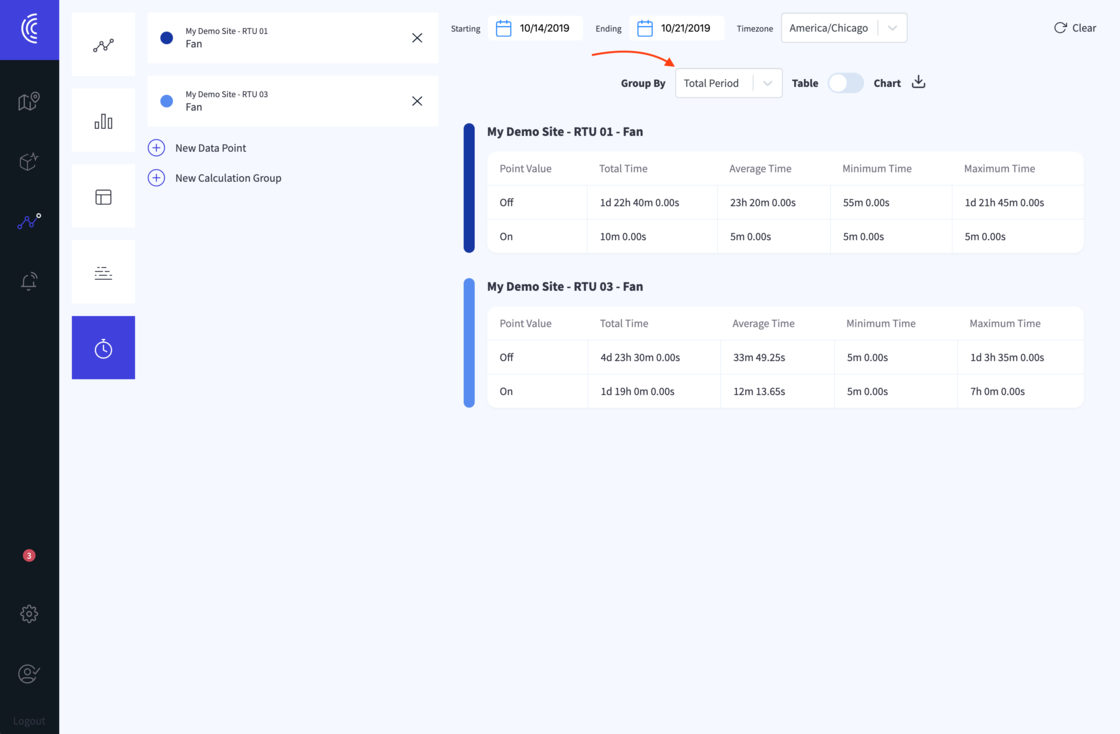 My Demo Site - RTU 01
Fan
My Demo Site - RTU 03
Fan
New Data Point
New Calculation Group
Starting 10/14/2019 Ending 10/21/2019 Timezone America/Chicago Clear
Group By Total Period Table Chart
My Demo Site - RTU 01 - Fan
Point Value Total Time Average Time Minimum Time Maximum Time
Off 1d 22h 40m 0.00s 23h 20m 0.00s 55m 0.00s 1d 21h 45m 0.00s
On 10m 0.00s 5m 0.00s 5m 0.00s 5m 0.00s
My Demo Site - RTU 03 - Fan
Point Value Total Time Average Time Minimum Time Maximum Time
Off 4d 23h 30m 0.00s 33m 49.25s 5m 0.00s 1d 3h 35m 0.00s
On 1d 19h 0m 0.00s 12m 13.65s 5m 0.00s 7h 0m 0.00s
3
Logout